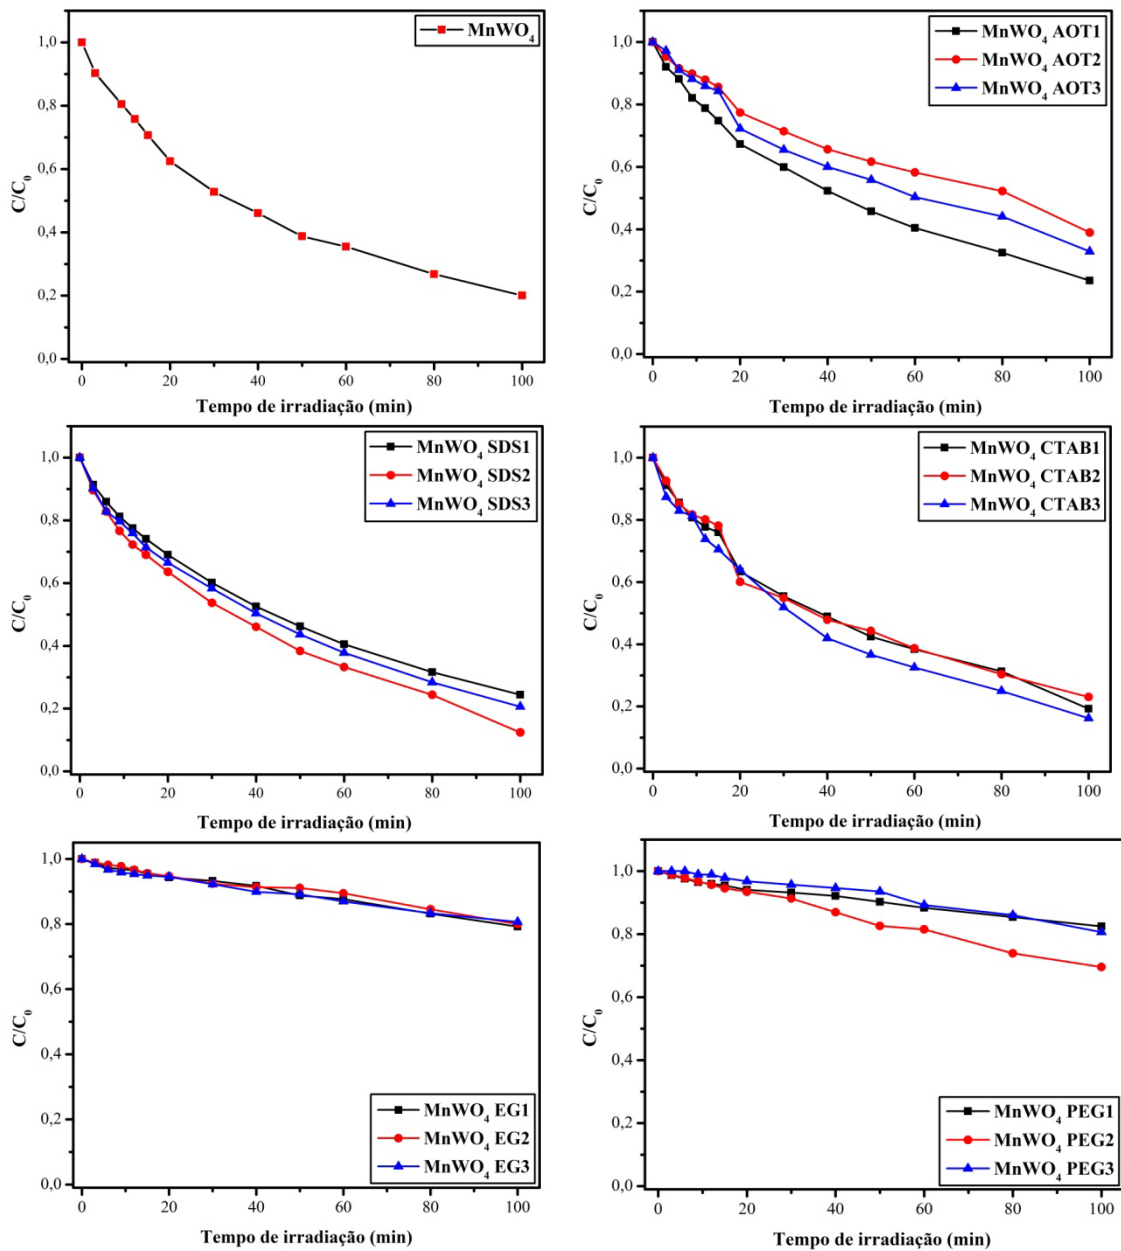 MnWO4
1,0
0,8
0,6
0,4
0,2
0,0
C/C0
0 20 40 60 80 100
Tempo de irradiação (min)
MnWO4 AOT1
MnWO4 AOT2
MnWO4 AOT3
1,0
0,8
0,6
0,4
0,2
0,0
C/C0
0 20 40 60 80 100
Tempo de irradiação (min)
MnWO4 SDS1
MnWO4 SDS2
MnWO4 SDS3
1,0
0,8
0,6
0,4
0,2
0,0
C/C0
0 20 40 60 80 100
Tempo de irradiação (min)
MnWO4 CTAB1
MnWO4 CTAB2
MnWO4 CTAB3
1,0
0,8
0,6
0,4
0,2
0,0
C/C0
0 20 40 60 80 100
Tempo de irradiação (min)
1,0
0,8
0,6
0,4
0,2
0,0
C/C0
MnWO4 EG1
MnWO4 EG2
MnWO4 EG3
0 20 40 60 80 100
Tempo de irradiação (min)
1,0
0,8
0,6
0,4
0,2
0,0
C/C0
MnWO4 PEG1
MnWO4 PEG2
MnWO4 PEG3
0 20 40 60 80 100
Tempo de irradiação (min)